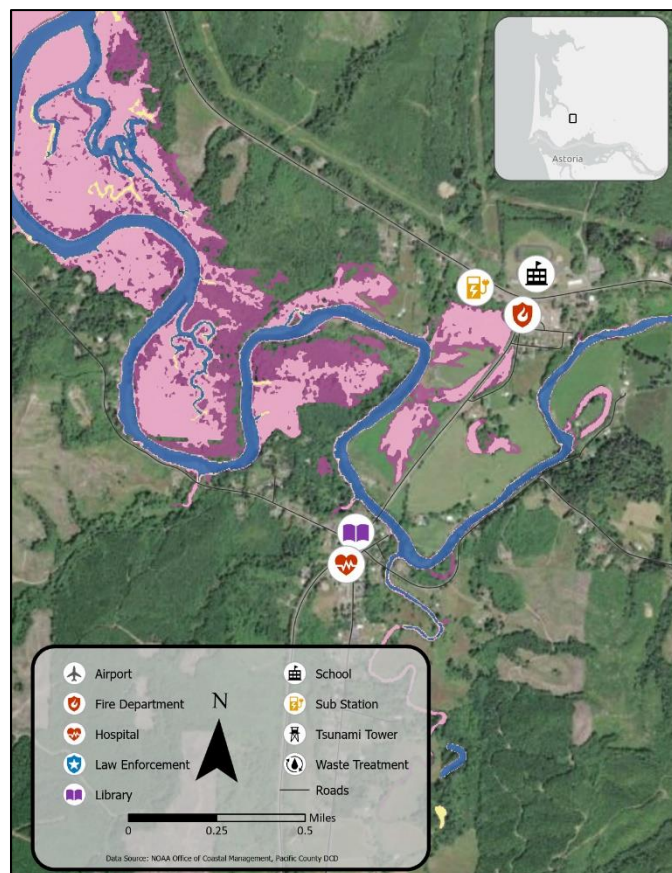 Astoria
Airport
Fire Department
Hospital
Law Enforcement
Library
N
School
Sub Station
Tsunami Tower
Waste Treatment
Roads
Miles
0 0.25 0.5
Data Source: NOAA Office of Coastal Management, Pacific County DCD